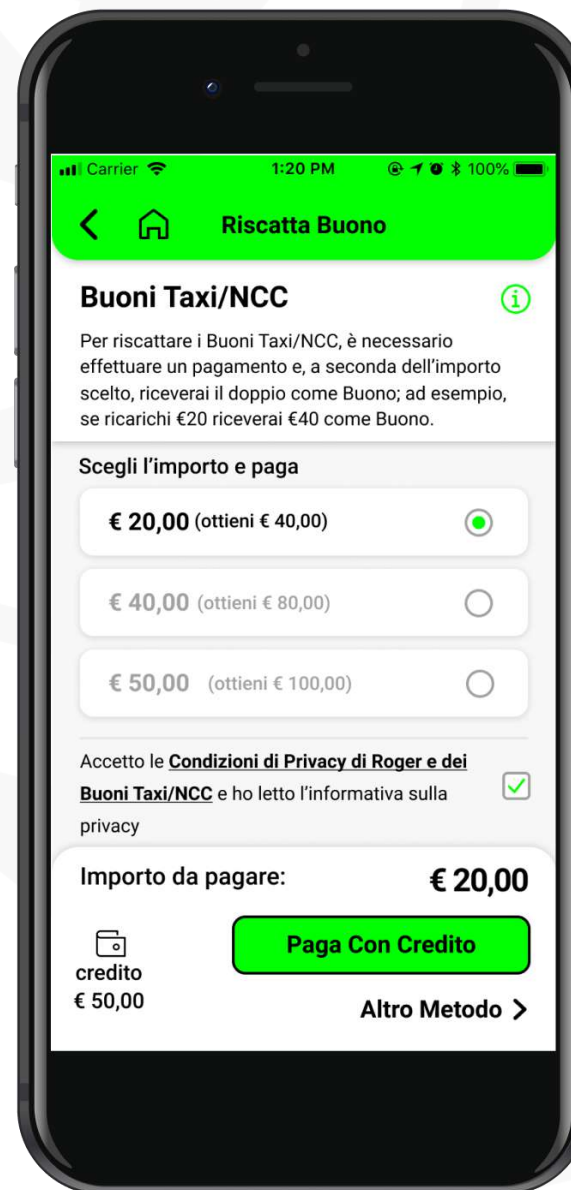 Carrier 1:20 PM 100%
Riscatta Buono
Buoni Taxi/NCC
Per riscattare i Buoni Taxi/NCC, è necessario
effettuare un pagamento e, a seconda dell'importo
scelto, riceverai il doppio come Buono; ad esempio,
se ricarichi €20 riceverai €40 come Buono.
Scegli l'importo e paga
€ 20,00 (ottieni € 40,00)
€ 40,00 (ottieni € 80,00)
€ 50,00 (ottieni € 100,00)
Accetto le Condizioni di Privacy di Roger e dei
Buoni Taxi/NCC e ho letto l'informativa sulla
privacy
Importo da pagare: € 20,00
credito
€ 50,00
Paga Con Credito
Altro Metodo